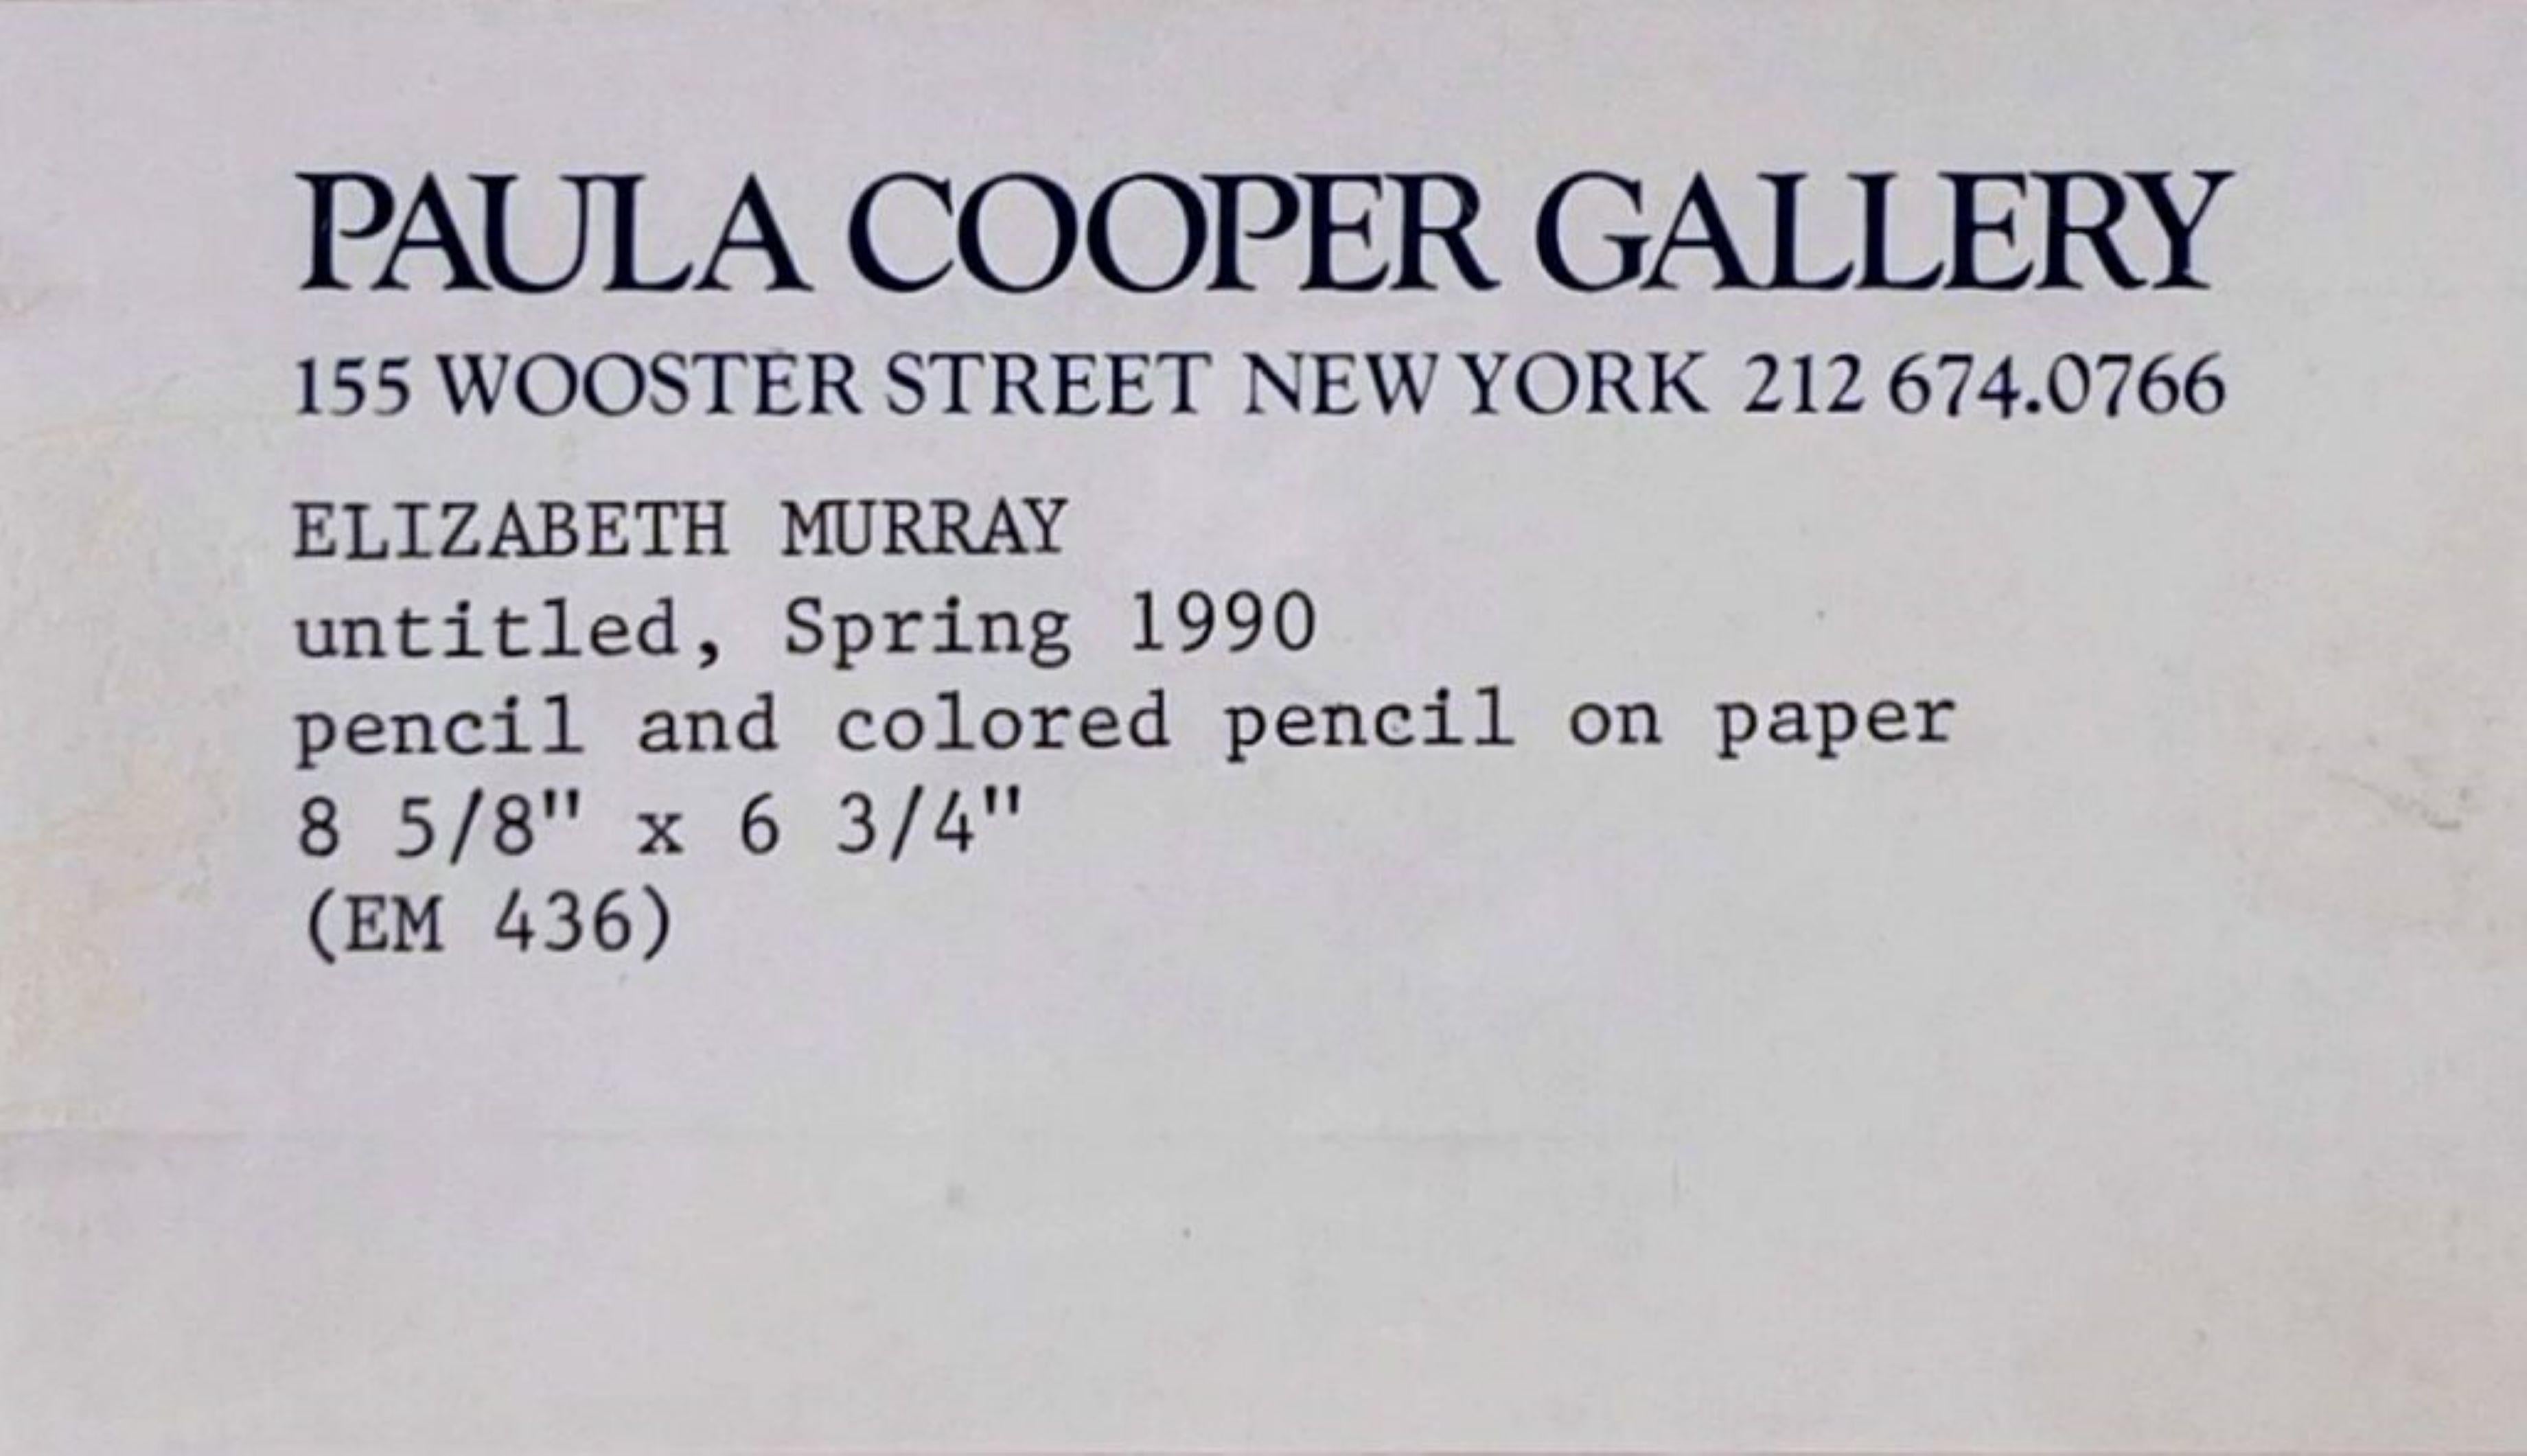 PAULA COOPER GALLERY
155 WOOSTER STREET NEW YORK 212 674.0766
ELIZABETH MURRAY
untitled, Spring 1990
pencil and colored pencil on paper
8 5/8" x 6 3/4"
(EM 436)